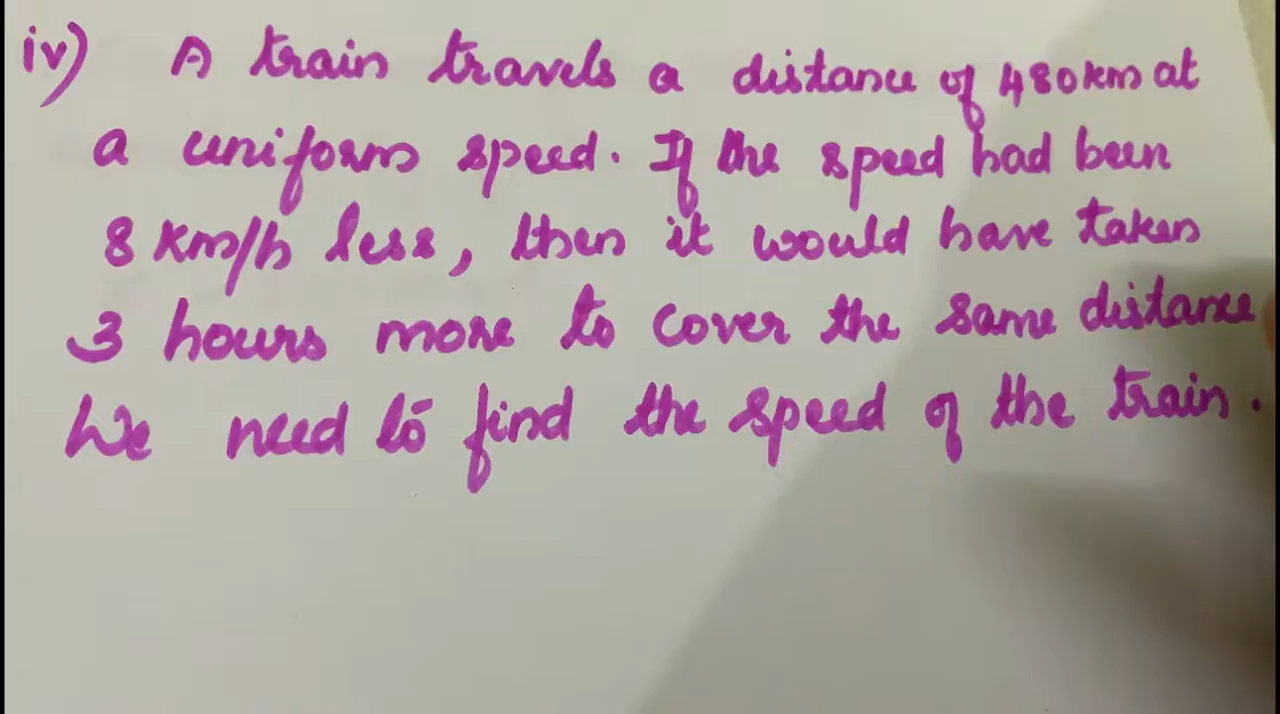 iv) A train travels a distance of 480 km at
a uniform speed. If the speed had been
8 km/h less, then it would have taken
3 hours more to cover the same distance
We need to find the speed of the train.